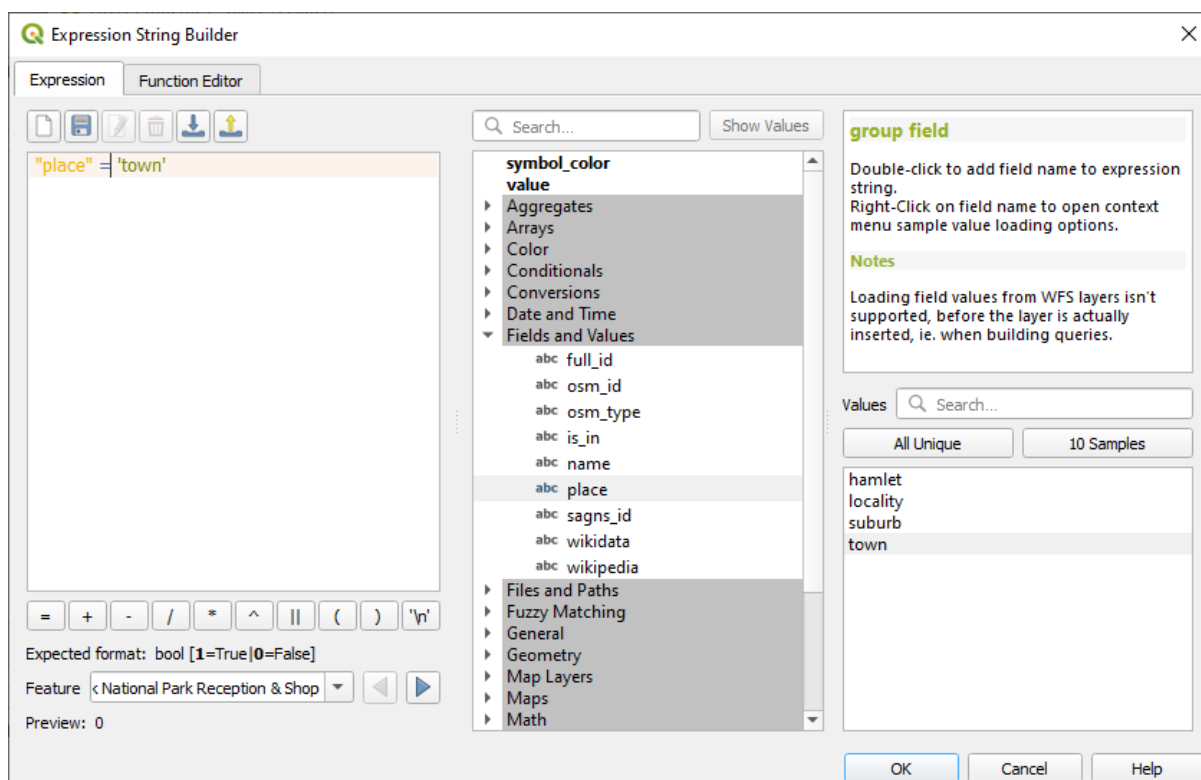 Expression String Builder
Expression
Function Editor
Search...
Show Values
"place" = 'town'
symbol_color
value
Aggregates
Arrays
Color
Conditionals
Conversions
Date and Time
Fields and Values
abc full_id
abc osm_id
abc osm_type
abc is_in
abc name
abc place
abc sagns_id
abc wikidata
abc wikipedia
Files and Paths
Fuzzy Matching
General
Geometry
Map Layers
Maps
Math
= + - / * ^ || ( ) '\n'
Expected format: bool [1=True|0=False]
Feature National Park Reception & Shop
Preview: 0
group field
Double-click to add field name to expression
string.
Right-Click on field name to open context
menu sample value loading options.
Notes
Loading field values from WFS layers isn't
supported, before the layer is actually
inserted, ie. when building queries.
Values Search...
All Unique 10 Samples
hamlet
locality
suburb
town
OK Cancel Help